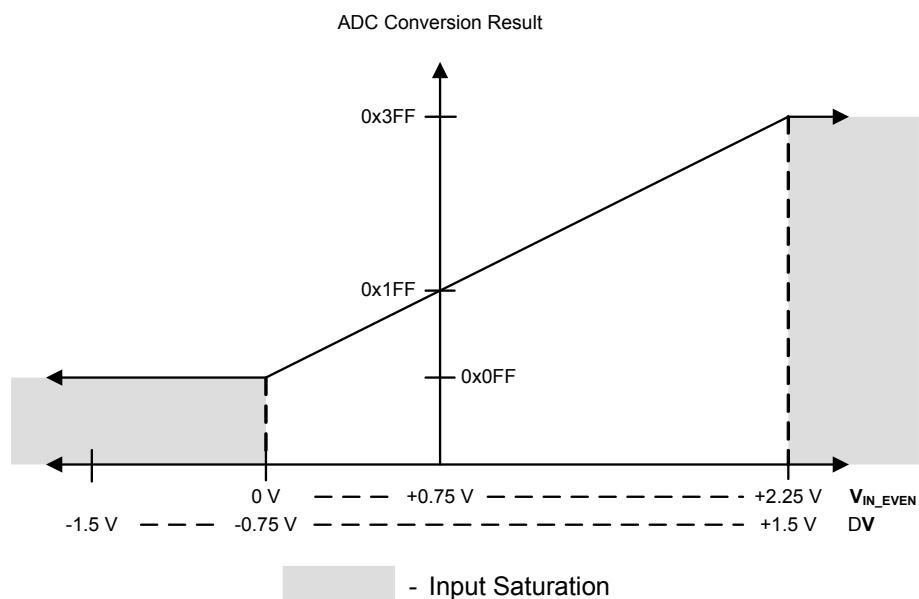 ADC Conversion Result
0x3FF
0x1FF
0x0FF
0 V +0.75 V +2.25 V V_IN_EVEN
-1.5 V -0.75 V +1.5 V DV
- Input Saturation